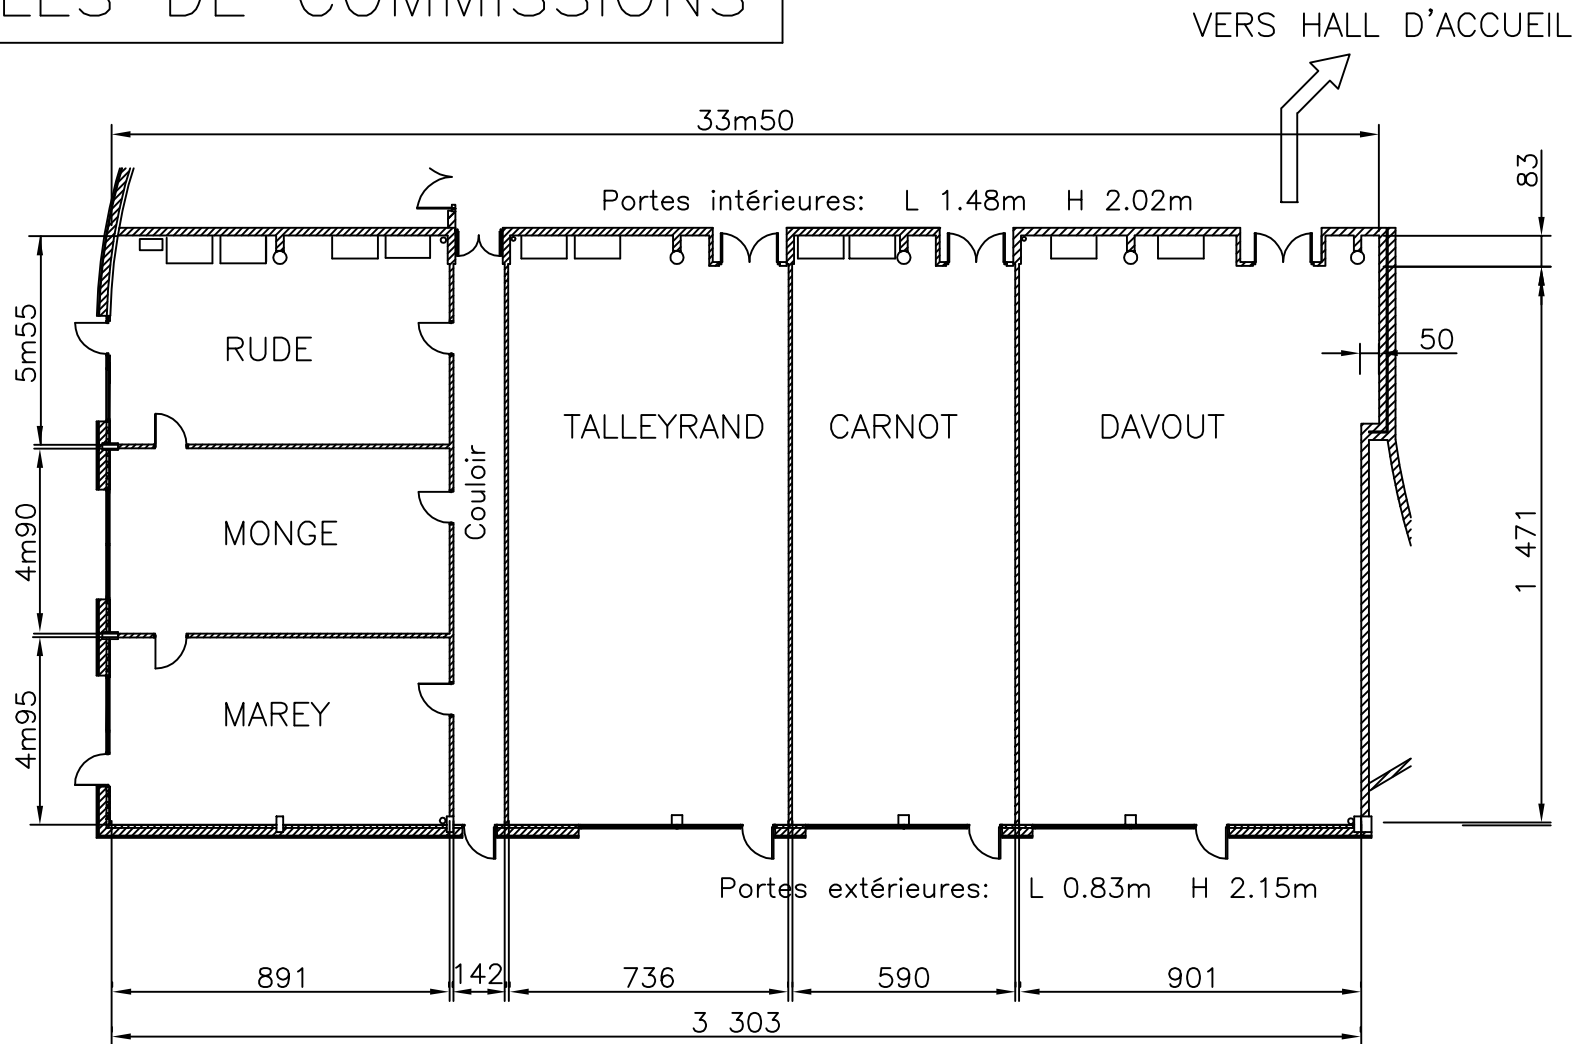 DE COMMISSIONS
VERS HALL D'ACCUEIL
33m50
Portes intérieures: L 1.48m H 2.02m
83
5m55
RUDE
50
TALLEYRAND
CARNOT
DAVOUT
Couloir
4m90
MONGE
1 471
4m95
MAREY
Portes extérieures: L 0.83m H 2.15m
891
142
736
590
901
3 303